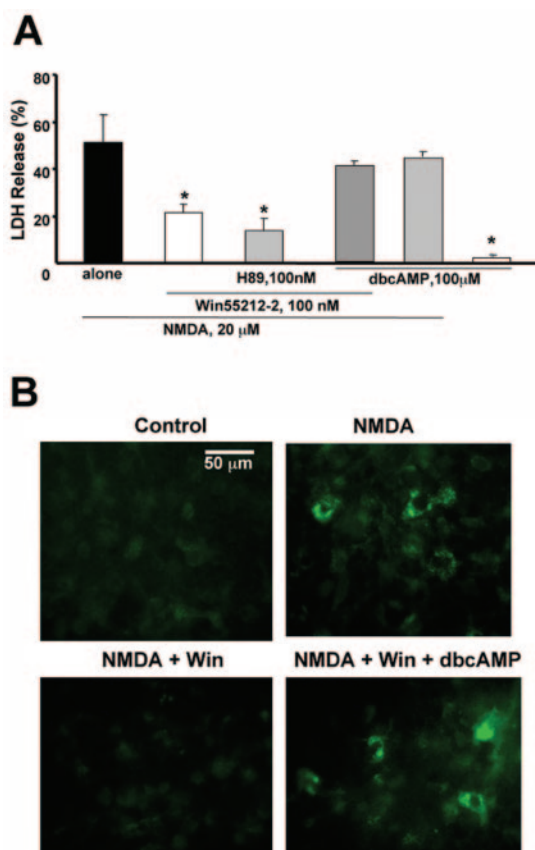 A
80
60
40
20
0
LDH Release (%)
* * *
alone H89,100nM dbcAMP,100μM
Win55212-2, 100 nM
NMDA, 20 μM
B
Control NMDA
50 μm
NMDA + Win NMDA + Win + dbcAMP